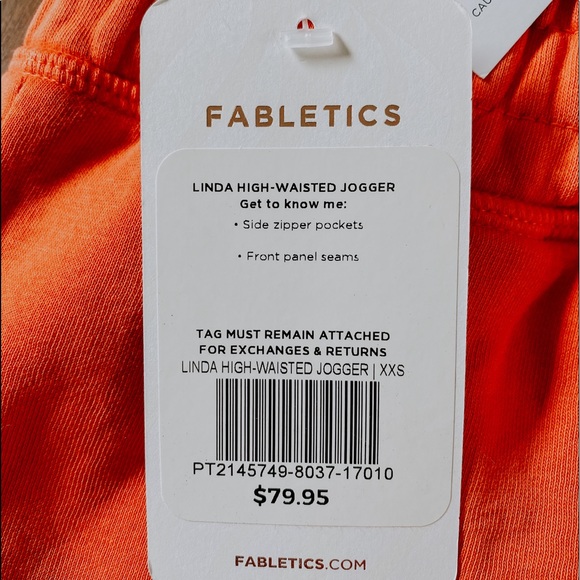 CAU
FABLETICS
LINDA HIGH-WAISTED JOGGER
Get to know me:
• Side zipper pockets
• Front panel seams
TAG MUST REMAIN ATTACHED
FOR EXCHANGES & RETURNS
LINDA HIGH-WAISTED JOGGER | XXS
PT2145749-8037-17010
$79.95
FABLETICS.COM